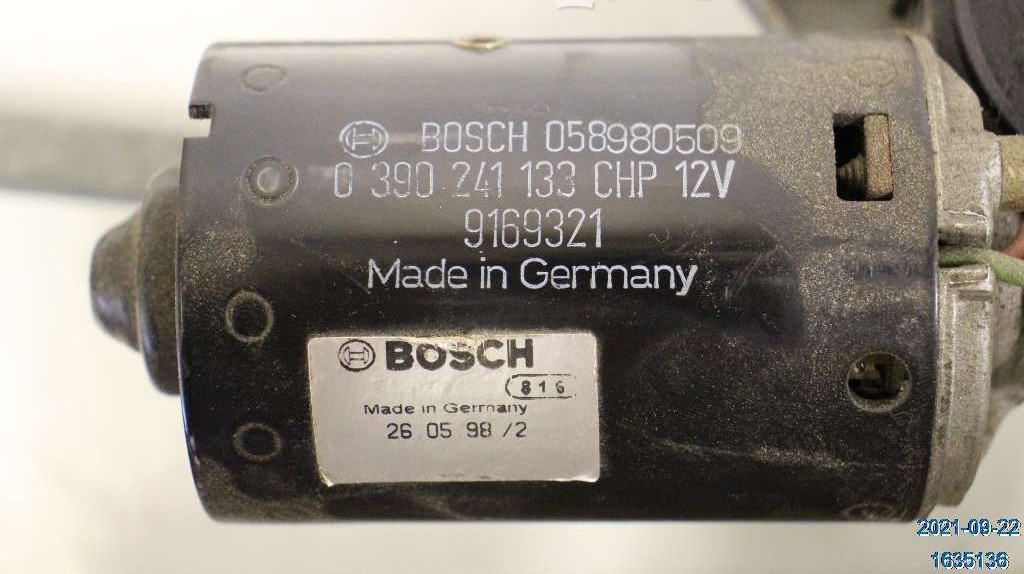 BOSCH 058980509
0 390 241 133 CHP 12V
9169321
Made in Germany
BOSCH
816
Made in Germany
26 05 98 /2
2021-09-22
1635136